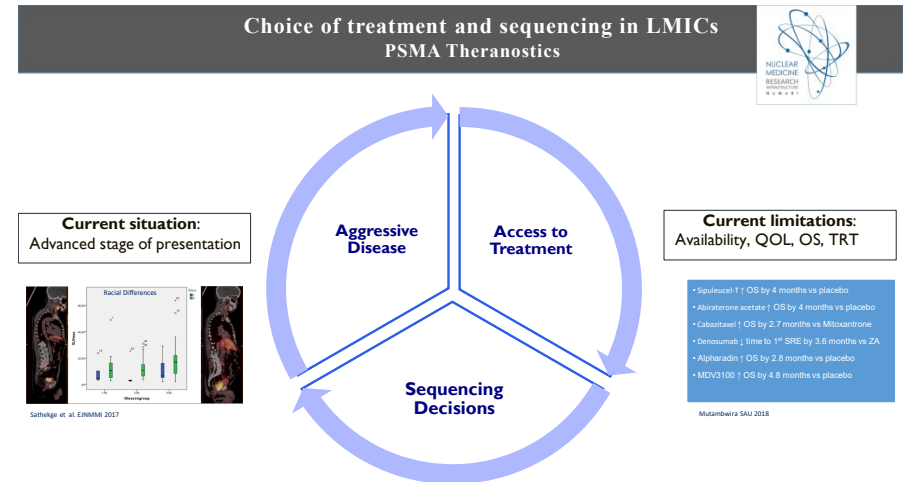 Choice of treatment and sequencing in LMICs
PSMA Theranostics
NUCLEAR
MEDICINE
RESEARCH
INFRASTRUCTURE
N u M e R I
Current situation:
Advanced stage of presentation
Racial Differences
Sathekge et al. EJNMMI 2017
Aggressive
Disease
Access to
Treatment
Sequencing
Decisions
Current limitations:
Availability, QOL, OS, TRT
• Sipuleucel-T ↑ OS by 4 months vs placebo
• Abiraterone acetate ↑ OS by 4 months vs placebo
• Cabazitaxel ↑ OS by 2.7 months vs Mitoxantrone
• Denosumab ↓ time to 1st SRE by 3.6 months vs ZA
• Alpharadin ↑ OS by 2.8 months vs placebo
• MDV3100 ↑ OS by 4.8 months vs placebo
Mutambwira SAU 2018